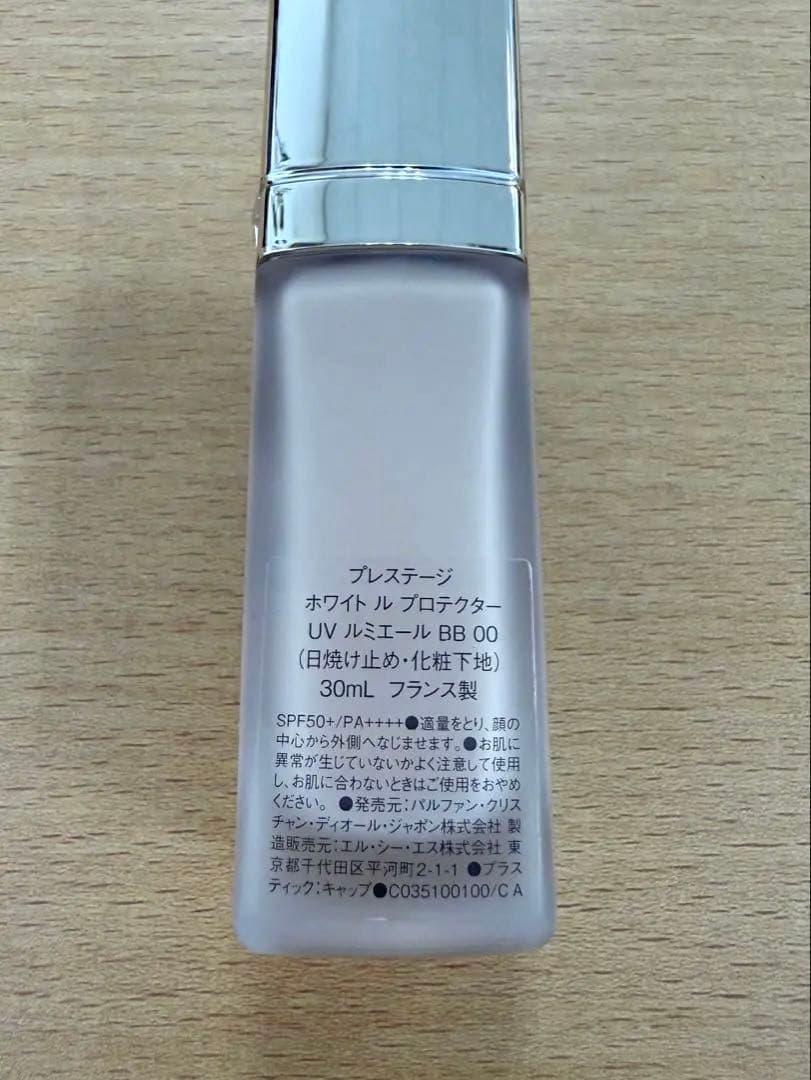 プレステージ
ホワイト ル プロテクター
UV ルミエール BB 00
(日焼け止め・化粧下地)
30mL フランス製
SPF50+/PA++++●適量をとり、顔の
中心から外側へなじませます。●お肌に
異常が生じていないかよく注意して使用
し、お肌に合わないときはご使用をおやめ
ください。 ●発売元:パルファン・クリス
チャン・ディオール・ジャポン株式会社 製
造販売元:エル・シー・エス株式会社 東
京都千代田区平河町2-1-1 ●プラス
ティック:キャップ●C035100100/C A